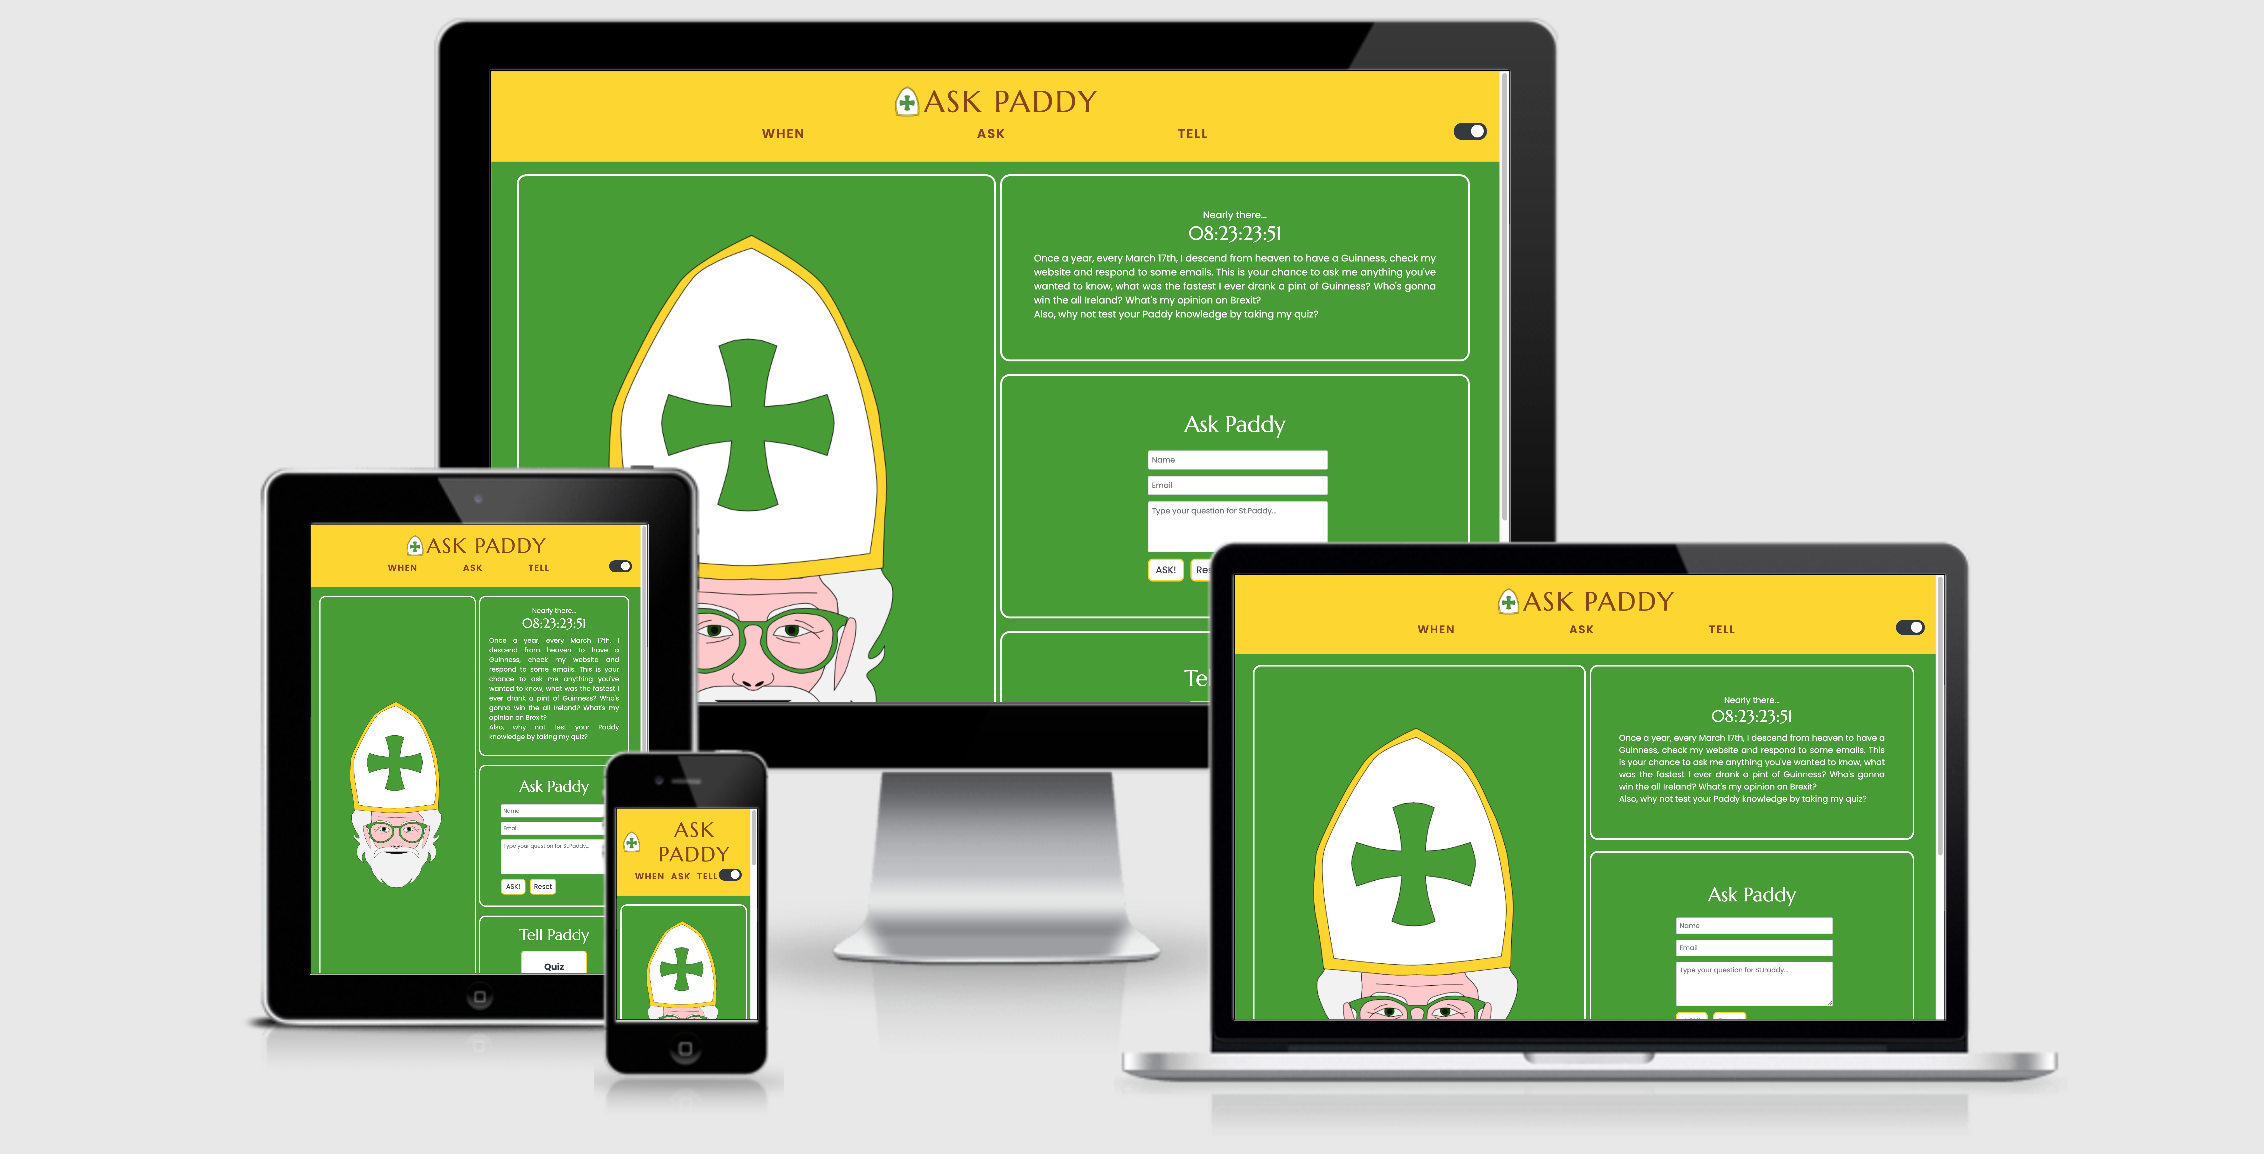 ASK PADDY
WHEN ASK TELL
Nearly there...
08:23:23:51
Once a year, every March 17th, I descend from heaven to have a Guinness, check my
website and respond to some emails. This is your chance to ask me anything you've
wanted to know, what was the fastest I ever drank a pint of Guinness? Who's gonna
win the all Ireland? What's my opinion on Brexit?
Also, why not test your Paddy knowledge by taking my quiz?
Ask Paddy
Name
Email
Type your question for St.Paddy...
ASK! Res
Te
ASK PADDY
WHEN ASK TELL
Nearly there...
08:23:23:51
Once a year, every March 17th, I
descend from heaven to have a
Guinness, check my website and
respond to some emails. This is your
chance to ask me anything you've
wanted to know, what was the fastest I
ever drank a pint of Guinness? Who's
gonna win the all Ireland? What's my
opinion on Brexit?
Also, why not test your Paddy
knowledge by taking my quiz?
Ask Paddy
Name
Email
Type your question for St.Paddy...
ASK! Reset
Tell Paddy
Quiz
ASK
PADDY
WHEN ASK TELL
ASK PADDY
WHEN ASK TELL
Nearly there...
08:23:23:51
Once a year, every March 17th, I descend from heaven to have a
Guinness, check my website and respond to some emails. This
is your chance to ask me anything you've wanted to know, what
was the fastest I ever drank a pint of Guinness? Who's gonna
win the all Ireland? What's my opinion on Brexit?
Also, why not test your Paddy knowledge by taking my quiz?
Ask Paddy
Name
Email
Type your question for St.Paddy...